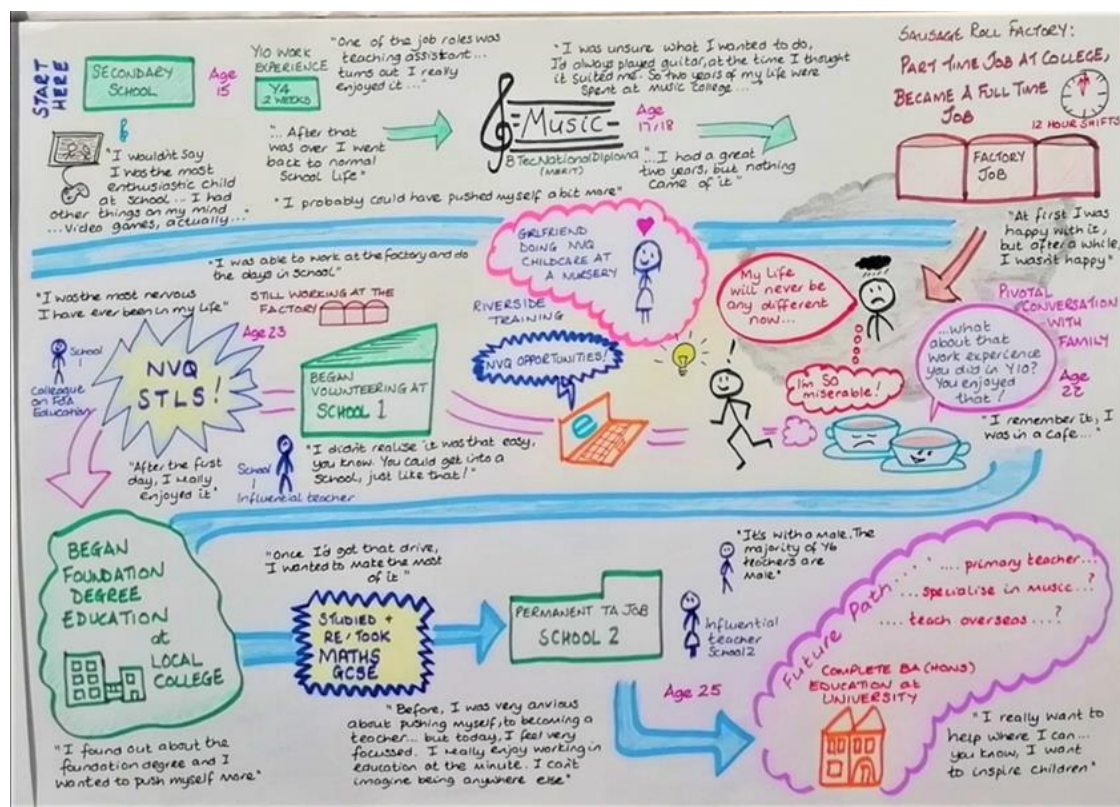 START
HERE
SECONDARY
SCHOOL
Age
15
Y10 WORK
EXPERIENCE
Y4
2 WEEKS
"One of the job roles was
teaching assistant...
turns out I really
enjoyed it..."
"I was unsure what I wanted to do,
I'd always played guitar, at the time I thought
it suited me. So two years of my life were
spent at music college..."
SAUSAGE ROLL FACTORY:
PART TIME JOB AT COLLEGE,
BECAME A FULL TIME
JOB
12 HOUR SHIFTS
FACTORY
JOB
"I wouldn't say
I was the most
enthusiastic child
at school... I had
other things on my mind
...video games, actually..."
"...After that
was over I went
back to normal
School life"
Music
BTec National Diploma
(MERIT)
Age
17/18
"...I had a great
two years, but nothing
came of it"
"I probably could have pushed myself a bit more"
"At first I was
happy with it,
but after a while,
I wasn't happy"
PIVOTAL
CONVERSATION
WITH
FAMILY
Age
22
...what
about that
work experience
you did in Y10?
You enjoyed
that!
"I remember it, I
was in a cafe..."
My life
will never be
any different
now...
I'm so
miserable!
GIRLFRIEND
DOING NVQ
CHILDCARE AT
A NURSERY
RIVERSIDE
TRAINING
NVQ OPPORTUNITIES!
"I was able to work at the factory and do
the days in school"
STILL WORKING AT THE
FACTORY
BEGAN
VOLUNTEERING AT
SCHOOL 1
"I didn't realise it was that easy,
you know. You could get into a
school, just like that!"
School
1
Influential teacher
"I was the most nervous
I have ever been in my life"
Age 23
NVQ
STLS!
School
1
Colleague
on FdA
Education
"After the first
day, I really
enjoyed it"
BEGAN
FOUNDATION
DEGREE
EDUCATION
at
LOCAL
COLLEGE
"I found out about the
foundation degree and I
wanted to push myself more"
"Once I'd got that drive,
I wanted to make the most
of it"
STUDIED +
RE/TOOK
MATHS
GCSE
"Before, I was very anxious
about pushing myself, to becoming a
teacher... but today, I feel very
focussed. I really enjoy working in
education at the minute. I can't
imagine being anywhere else"
PERMANENT TA JOB
SCHOOL 2
"It's with a male. The
majority of Y6
teachers are
male"
Influential
teacher
School 2
Age 25
Future Path....
.... primary teacher...
...specialise in music...?
... teach overseas ...?
COMPLETE BA (HONS)
EDUCATION at
UNIVERSITY
"I really want to
help where I can...
you know, I want
to inspire children"